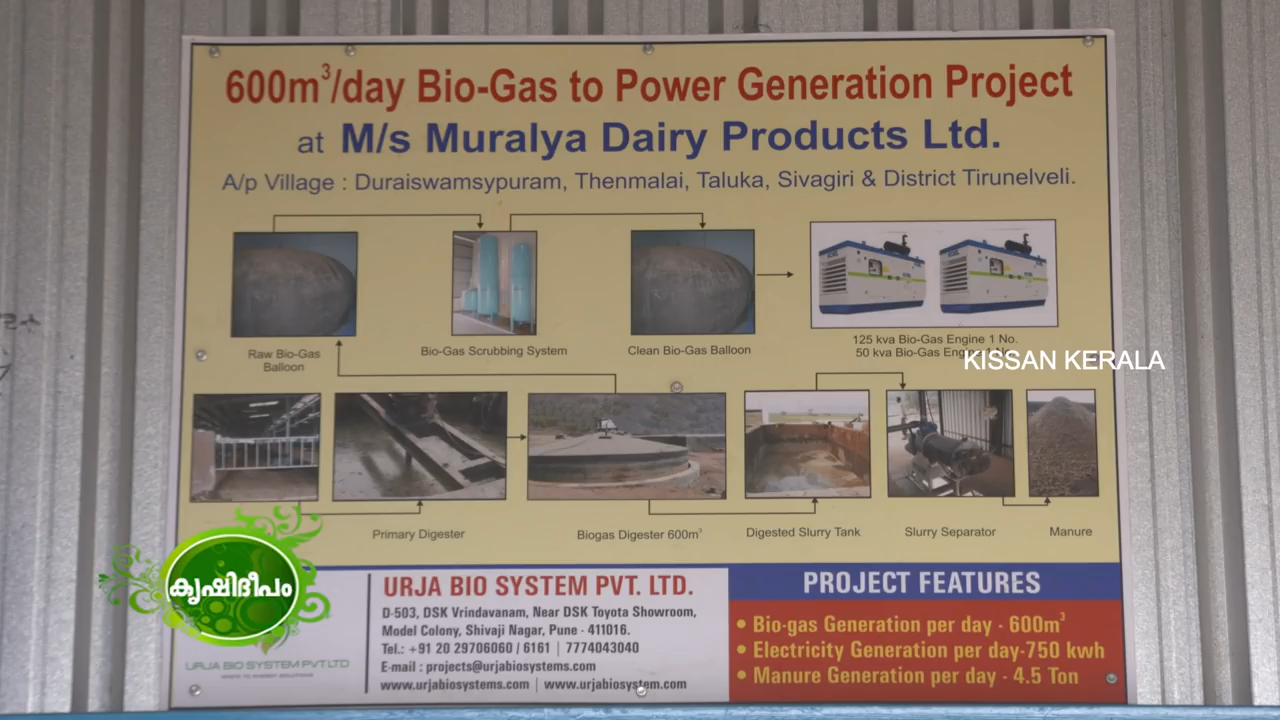 600m³/day Bio-Gas to Power Generation Project
at M/s Muralya Dairy Products Ltd.
A/p Village : Duraiswamsypuram, Thenmalai, Taluka, Sivagiri & District Tirunelveli.
Raw Bio-Gas
Balloon
Bio-Gas Scrubbing System
Clean Bio-Gas Balloon
125 kva Bio-Gas Engine 1 No.
50 kva Bio-Gas
KISSAN KERALA
Primary Digester
Biogas Digester 600m³
Digested Slurry Tank
Slurry Separator
Manure
കൃഷിദീപം
URJA BIO SYSTEM PVT LTD
URJA BIO SYSTEM PVT. LTD.
D-503, DSK Vrindavanam, Near DSK Toyota Showroom,
Model Colony, Shivaji Nagar, Pune - 411016.
Tel.: +91 20 29706060 / 6161 | 7774043040
E-mail : projects@urjabiosystems.com
www.urjabiosystems.com | www.urjabiosystem.com
PROJECT FEATURES
• Bio-gas Generation per day - 600m³
• Electricity Generation per day-750 kwh
• Manure Generation per day - 4.5 Ton